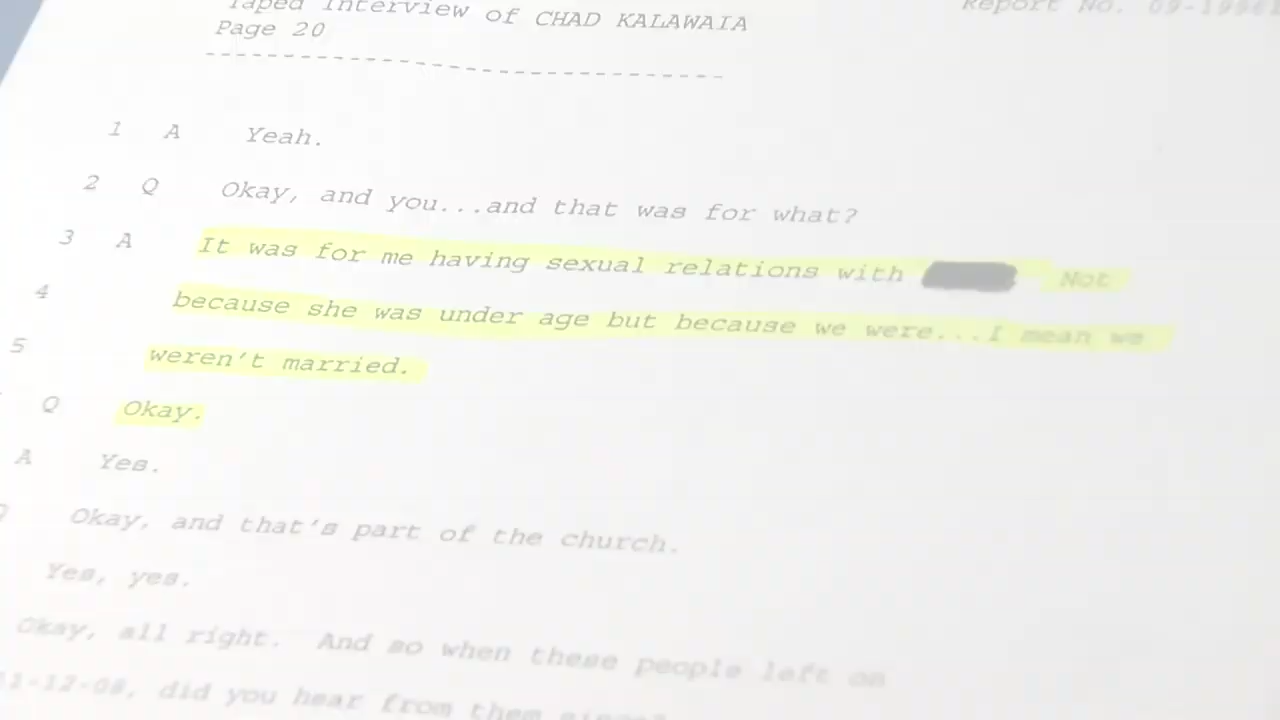 Taped Interview of CHAD KALAWAIA
Report No. 09-19961
Page 20
--------------------------------
1 A Yeah.
2 Q Okay, and you...and that was for what?
3 A It was for me having sexual relations with Not
4 because she was under age but because we were...I mean we
5 weren't married.
Q Okay.
A Yes.
Q Okay, and that's part of the church.
Yes, yes.
Okay, all right. And so when these people left on
1-12-08, did you hear from them